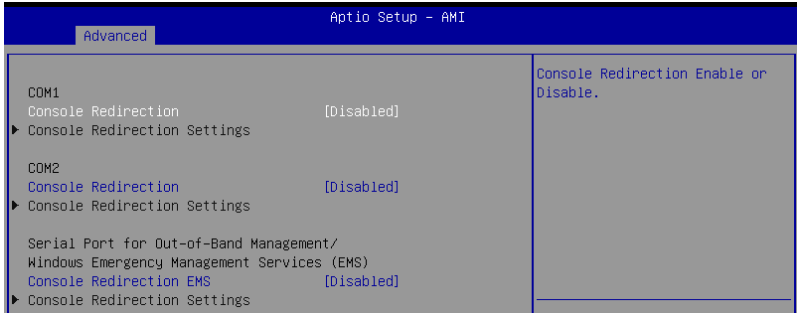 Aptio Setup – AMI
Advanced
COM1
Console Redirection [Disabled]
▶ Console Redirection Settings
COM2
Console Redirection [Disabled]
▶ Console Redirection Settings
Serial Port for Out-of-Band Management/
Windows Emergency Management Services (EMS)
Console Redirection EMS [Disabled]
▶ Console Redirection Settings
Console Redirection Enable or
Disable.